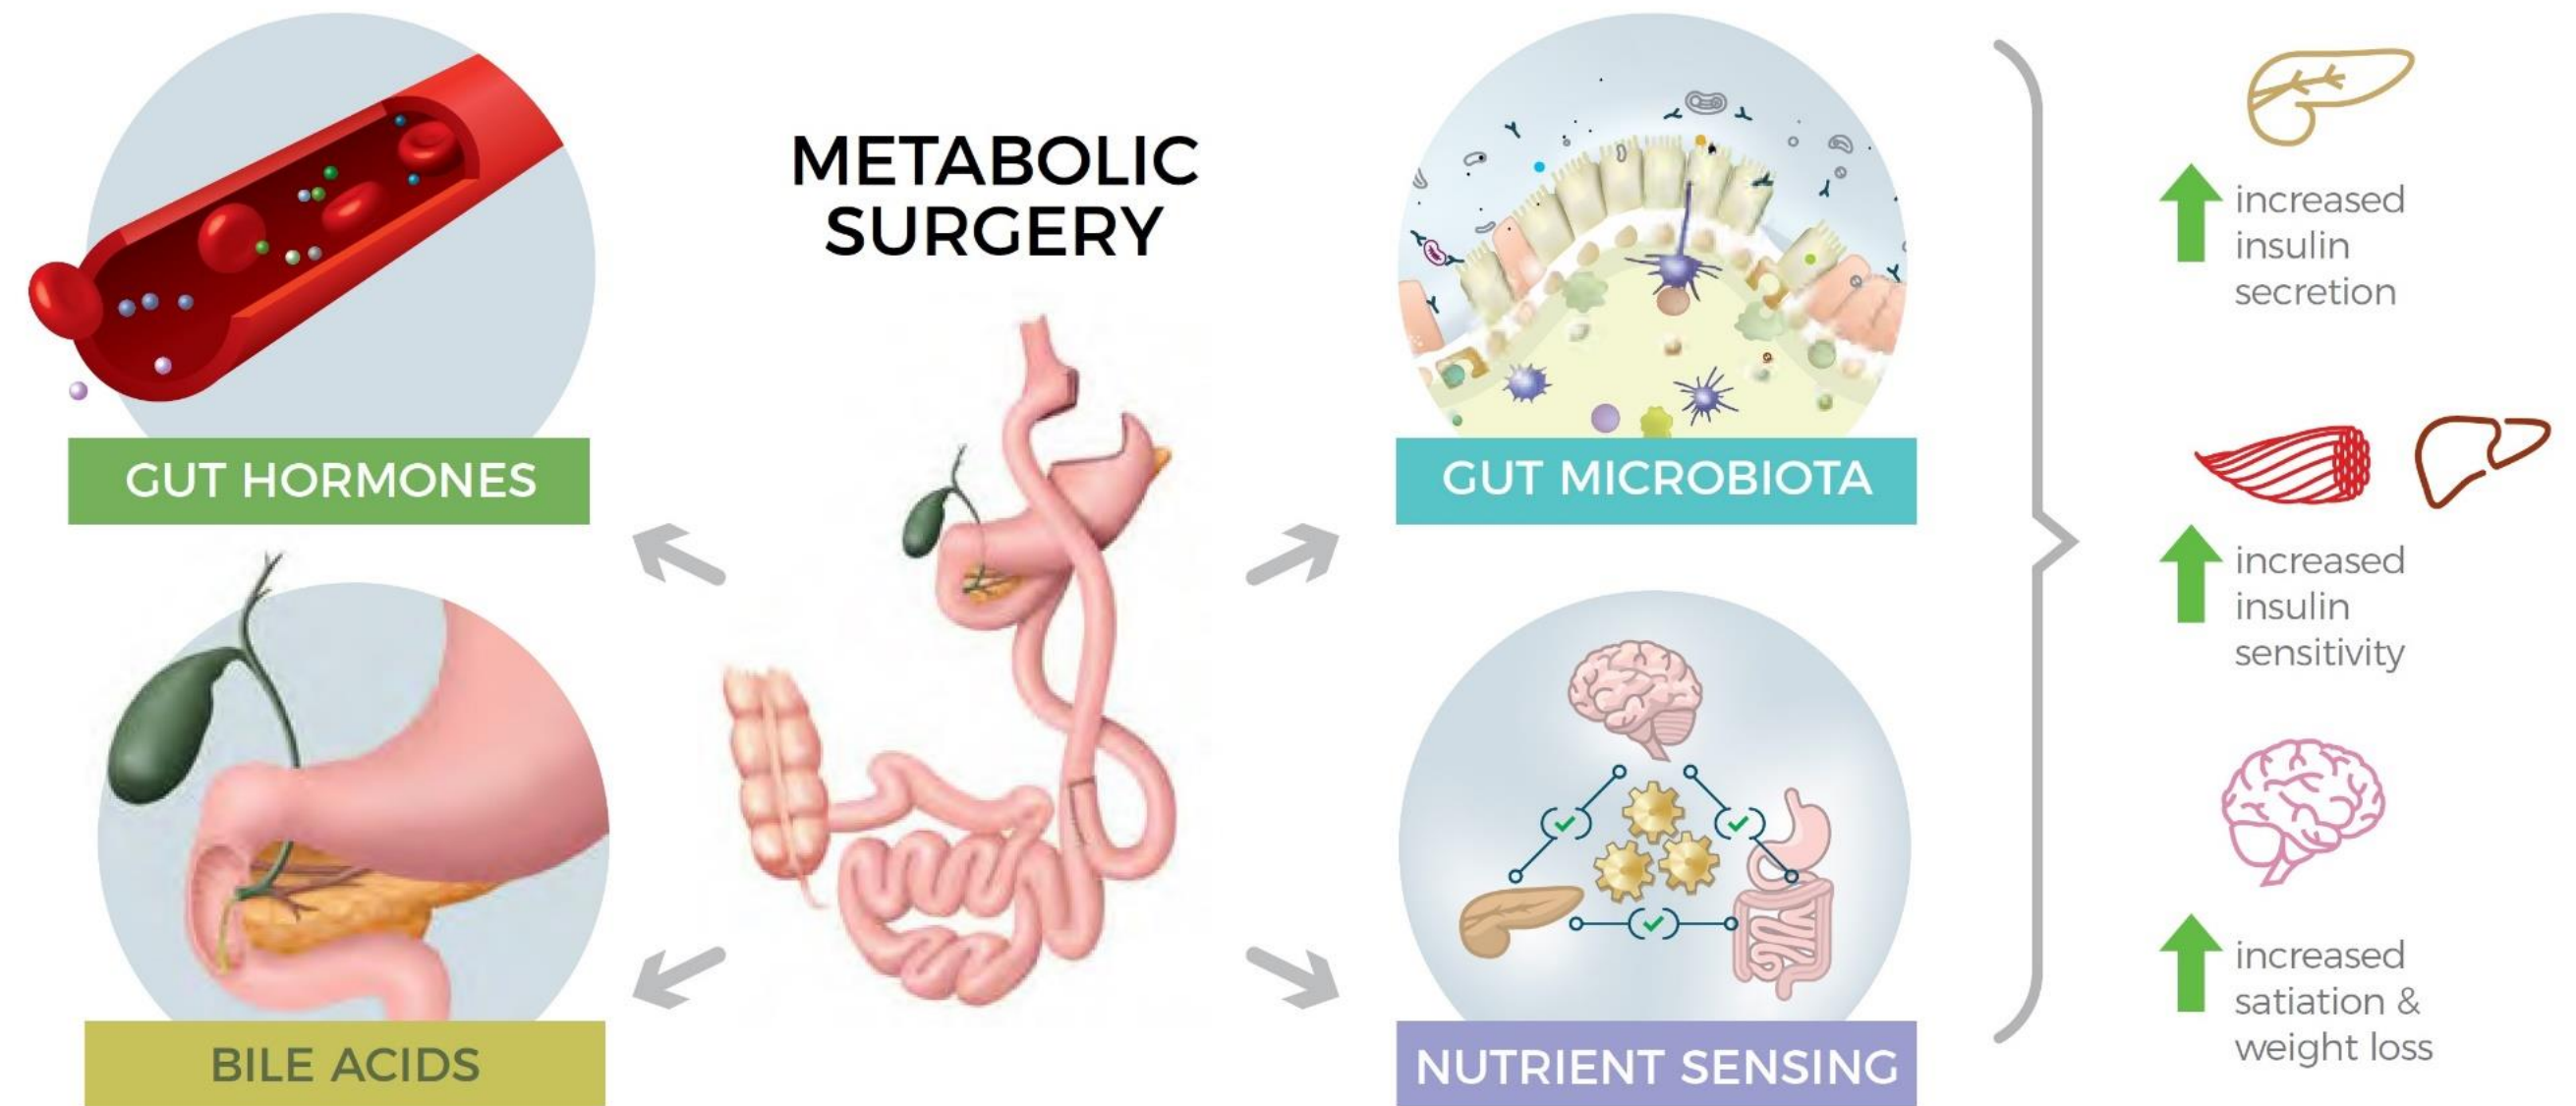 METABOLIC
SURGERY
GUT HORMONES
BILE ACIDS
GUT MICROBIOTA
NUTRIENT SENSING
increased
insulin
secretion
increased
insulin
sensitivity
increased
satiation &
weight loss